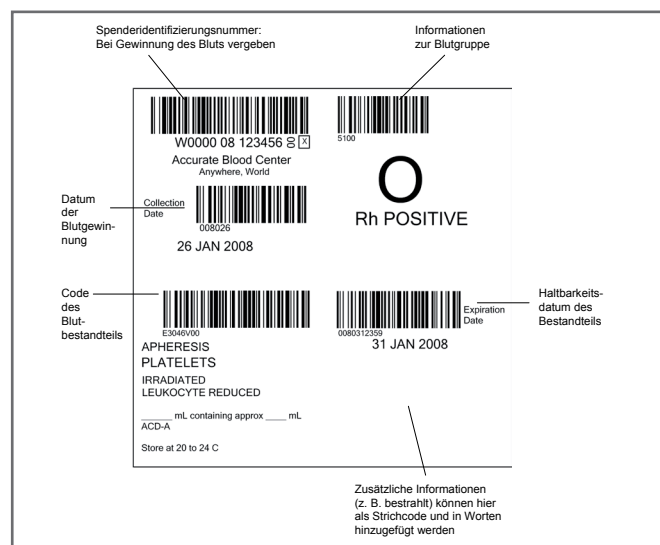 Spenderidentifizierungsnummer:
Bei Gewinnung des Bluts vergeben
Informationen
zur Blutgruppe
W0000 08 123456 00 X
5100
Accurate Blood Center
Anywhere, World
O
Rh POSITIVE
Datum
der
Blutgewin-
nung
Collection
Date
008026
26 JAN 2008
Code
des
Blut-
bestandteils
E3046V00
APHERESIS
PLATELETS
IRRADIATED
LEUKOCYTE REDUCED
0080312359
Expiration
Date
31 JAN 2008
Haltbarkeits-
datum des
Bestandteils
______ mL containing approx ____ mL
ACD-A
Store at 20 to 24 C
Zusätzliche Informationen
(z. B. bestrahlt) können hier
als Strichcode und in Worten
hinzugefügt werden